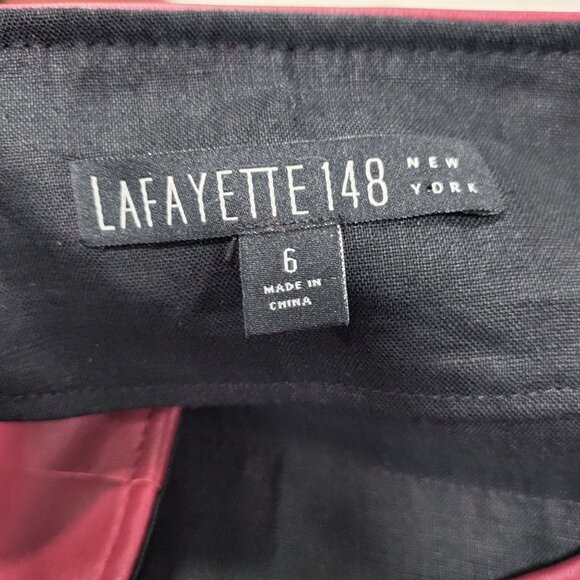 LAFAYETTE 148 NEW YORK
6
MADE IN
CHINA